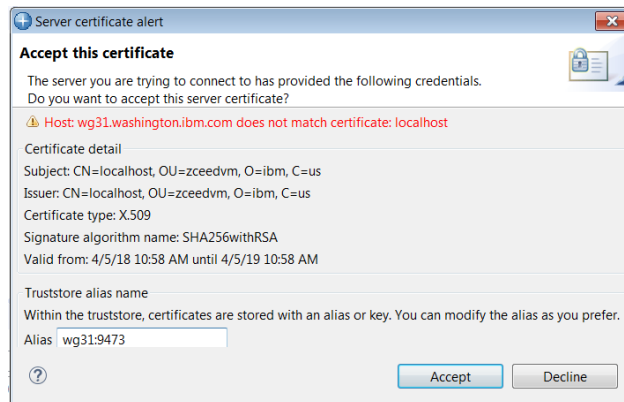 Server certificate alert
Accept this certificate
The server you are trying to connect to has provided the following credentials.
Do you want to accept this server certificate?
Host: wg31.washington.ibm.com does not match certificate: localhost
Certificate detail
Subject: CN=localhost, OU=zceedvm, O=ibm, C=us
Issuer: CN=localhost, OU=zceedvm, O=ibm, C=us
Certificate type: X.509
Signature algorithm name: SHA256withRSA
Valid from: 4/5/18 10:58 AM until 4/5/19 10:58 AM
Truststore alias name
Within the truststore, certificates are stored with an alias or key. You can modify the alias as you prefer.
Alias wg31:9473
Accept Decline